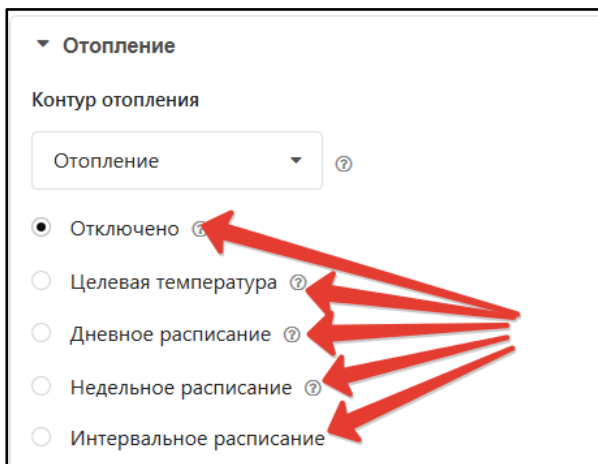 Отопление
Контур отопления
Отопление
Отключено
Целевая температура
Дневное расписание
Недельное расписание
Интервальное расписание